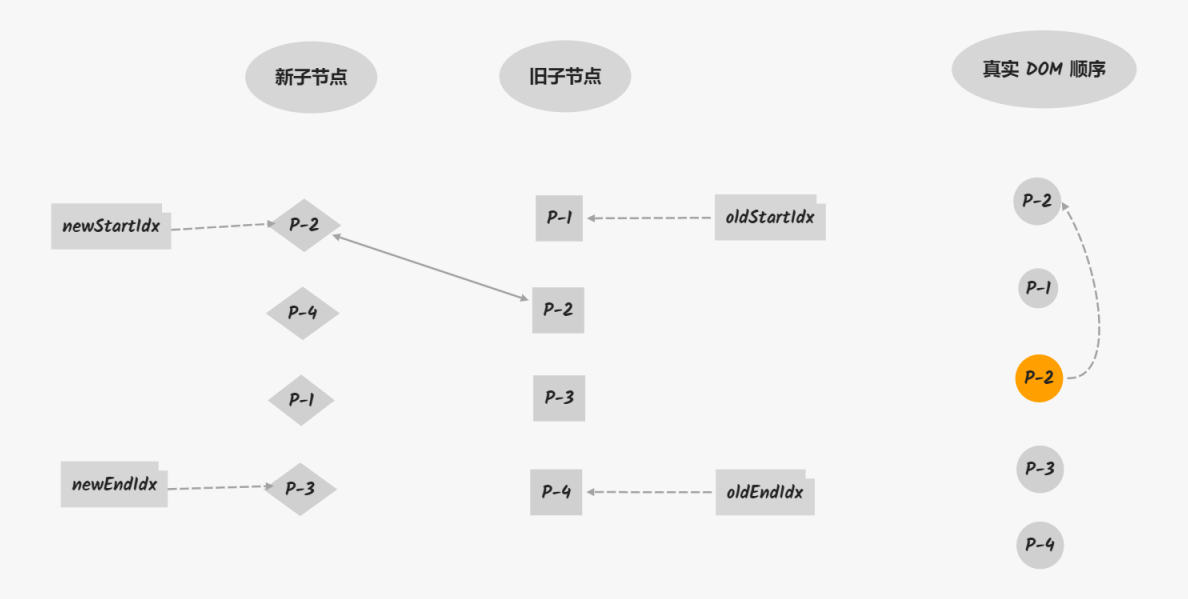 新子节点
旧子节点
真实 DOM 顺序
newStartIdx
P-2
P-1
oldStartIdx
P-2
P-4
P-2
P-1
P-1
P-3
P-2
newEndIdx
P-3
P-4
oldEndIdx
P-3
P-4